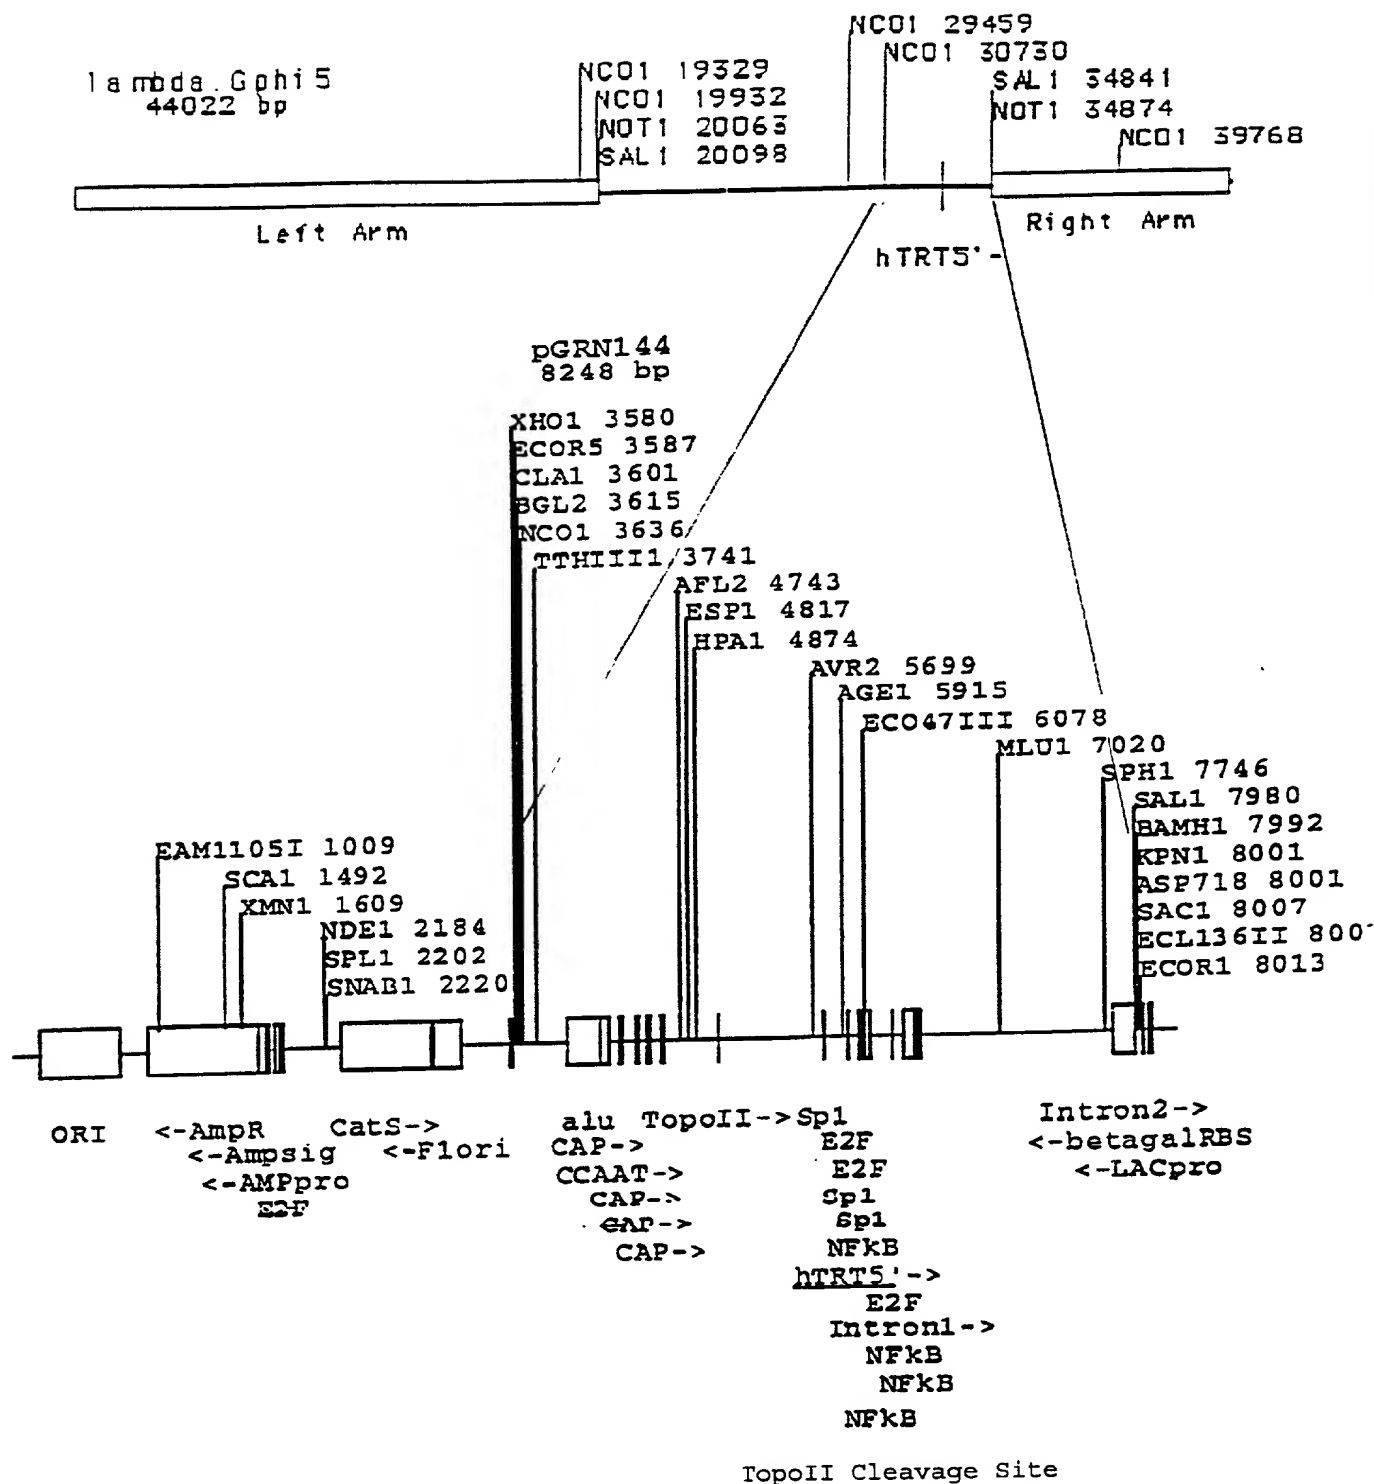 lambda.Gphi5
44022 bp
NCO1 19329
NCO1 19932
NOT1 20063
SAL1 20098
NCO1 29459
NCO1 30730
SAL1 34841
NOT1 34874
NCO1 39768
Left Arm
Right Arm
hTRT5'-
pGRN144
8248 bp
XHO1 3580
ECOR5 3587
CLA1 3601
BGL2 3615
NCO1 3636
TTHIII1 3741
AFL2 4743
ESP1 4817
HPA1 4874
AVR2 5699
AGE1 5915
ECO47III 6078
MLU1 7020
SPH1 7746
SAL1 7980
BAMH1 7992
KPN1 8001
ASP718 8001
SAC1 8007
ECL136II 800
ECOR1 8013
EAM1105I 1009
SCA1 1492
XMN1 1609
NDE1 2184
SPL1 2202
SNAB1 2220
ORI
<-AmpR
<-Ampsig
<-AMPpro
E2F
CatS->
<-F1ori
alu
CAP->
CCAAT->
CAP->
CAP->
CAP->
TopoII->
Sp1
E2F
E2F
Sp1
Sp1
NFkB
hTRT5'->
E2F
Intron1->
NFkB
NFkB
NFkB
Intron2->
<-betagalRBS
<-LACpro
TopoII Cleavage Site